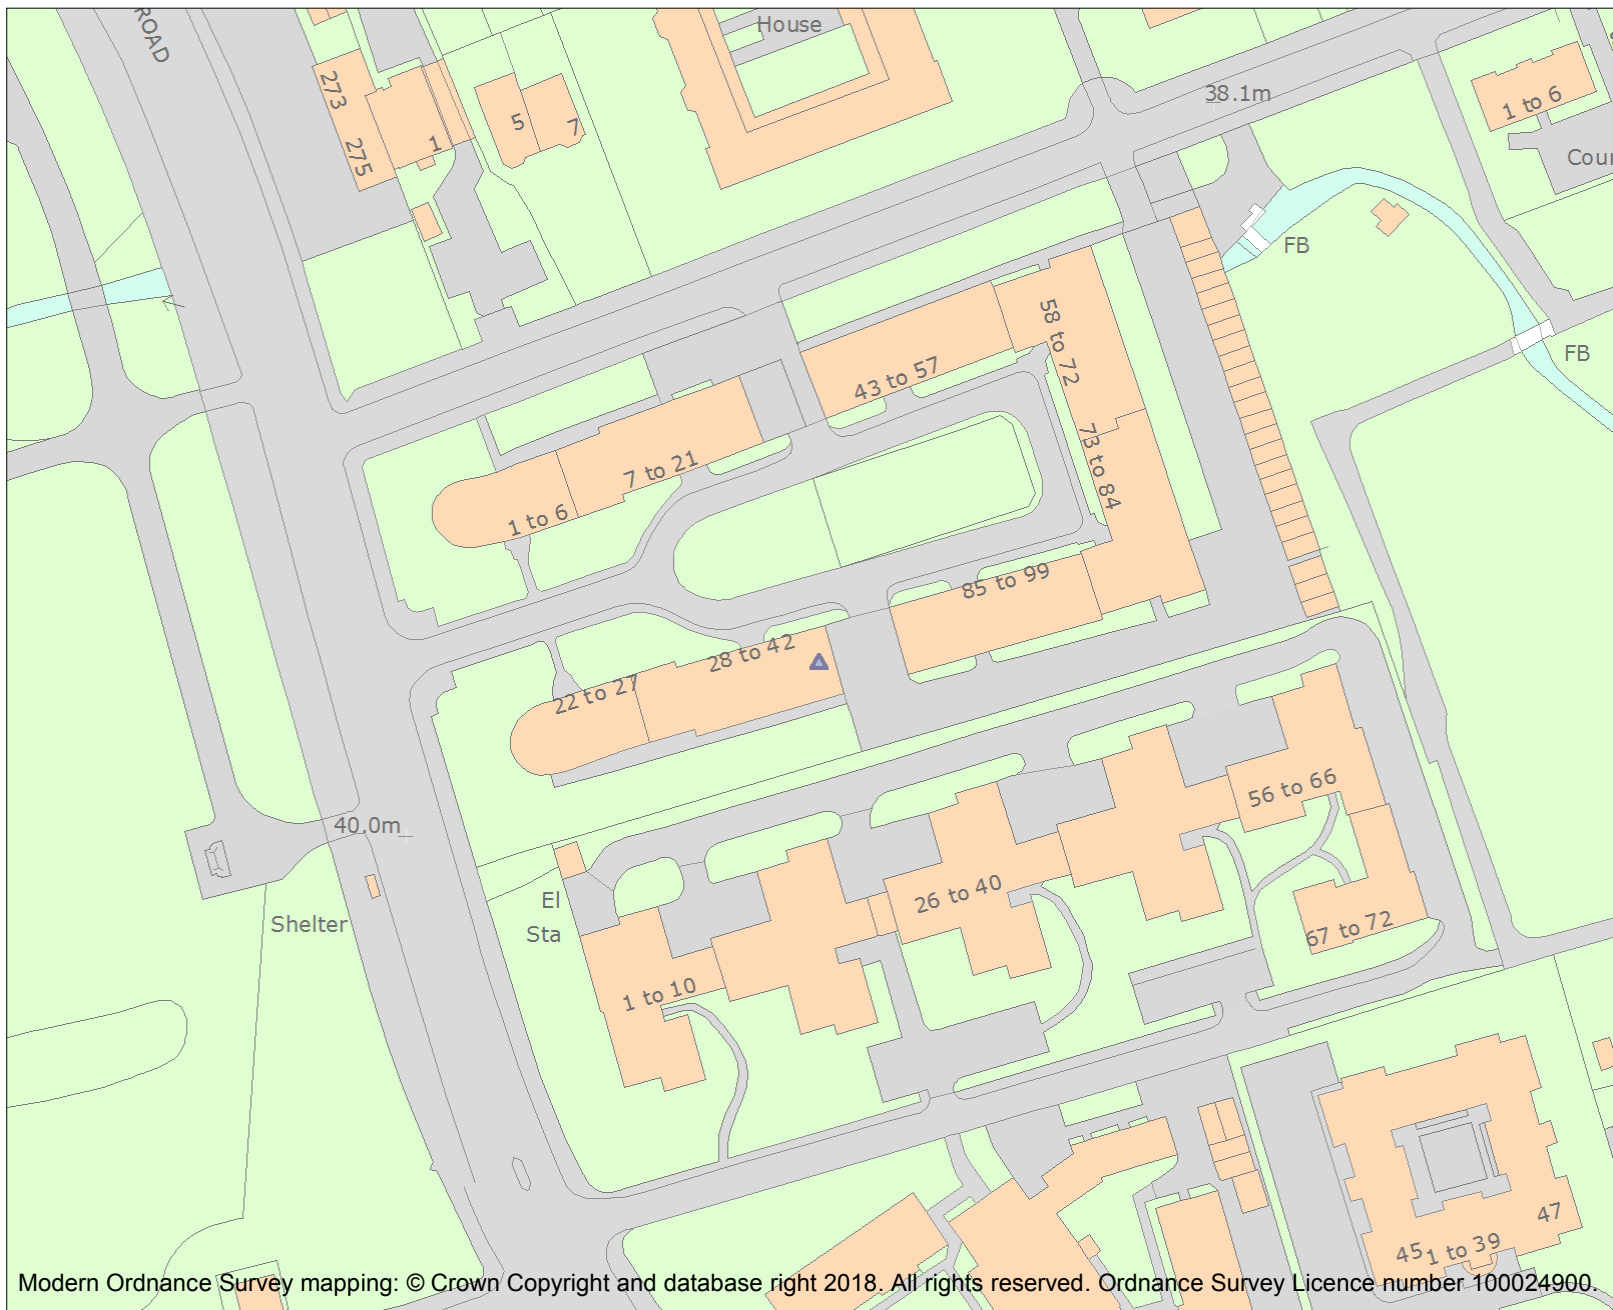 ROAD
House
273
275
1
5
7
38.1m
1 to 6
FB
FB
58 to 72
43 to 57
73 to 84
7 to 21
1 to 6
85 to 99
28 to 42
22 to 27
40.0m
56 to 66
El
Sta
26 to 40
Shelter
67 to 72
1 to 10
47
45
1 to 39
Modern Ordnance Survey mapping: © Crown Copyright and database right 2018. All rights reserved. Ordnance Survey Licence number 100024900.